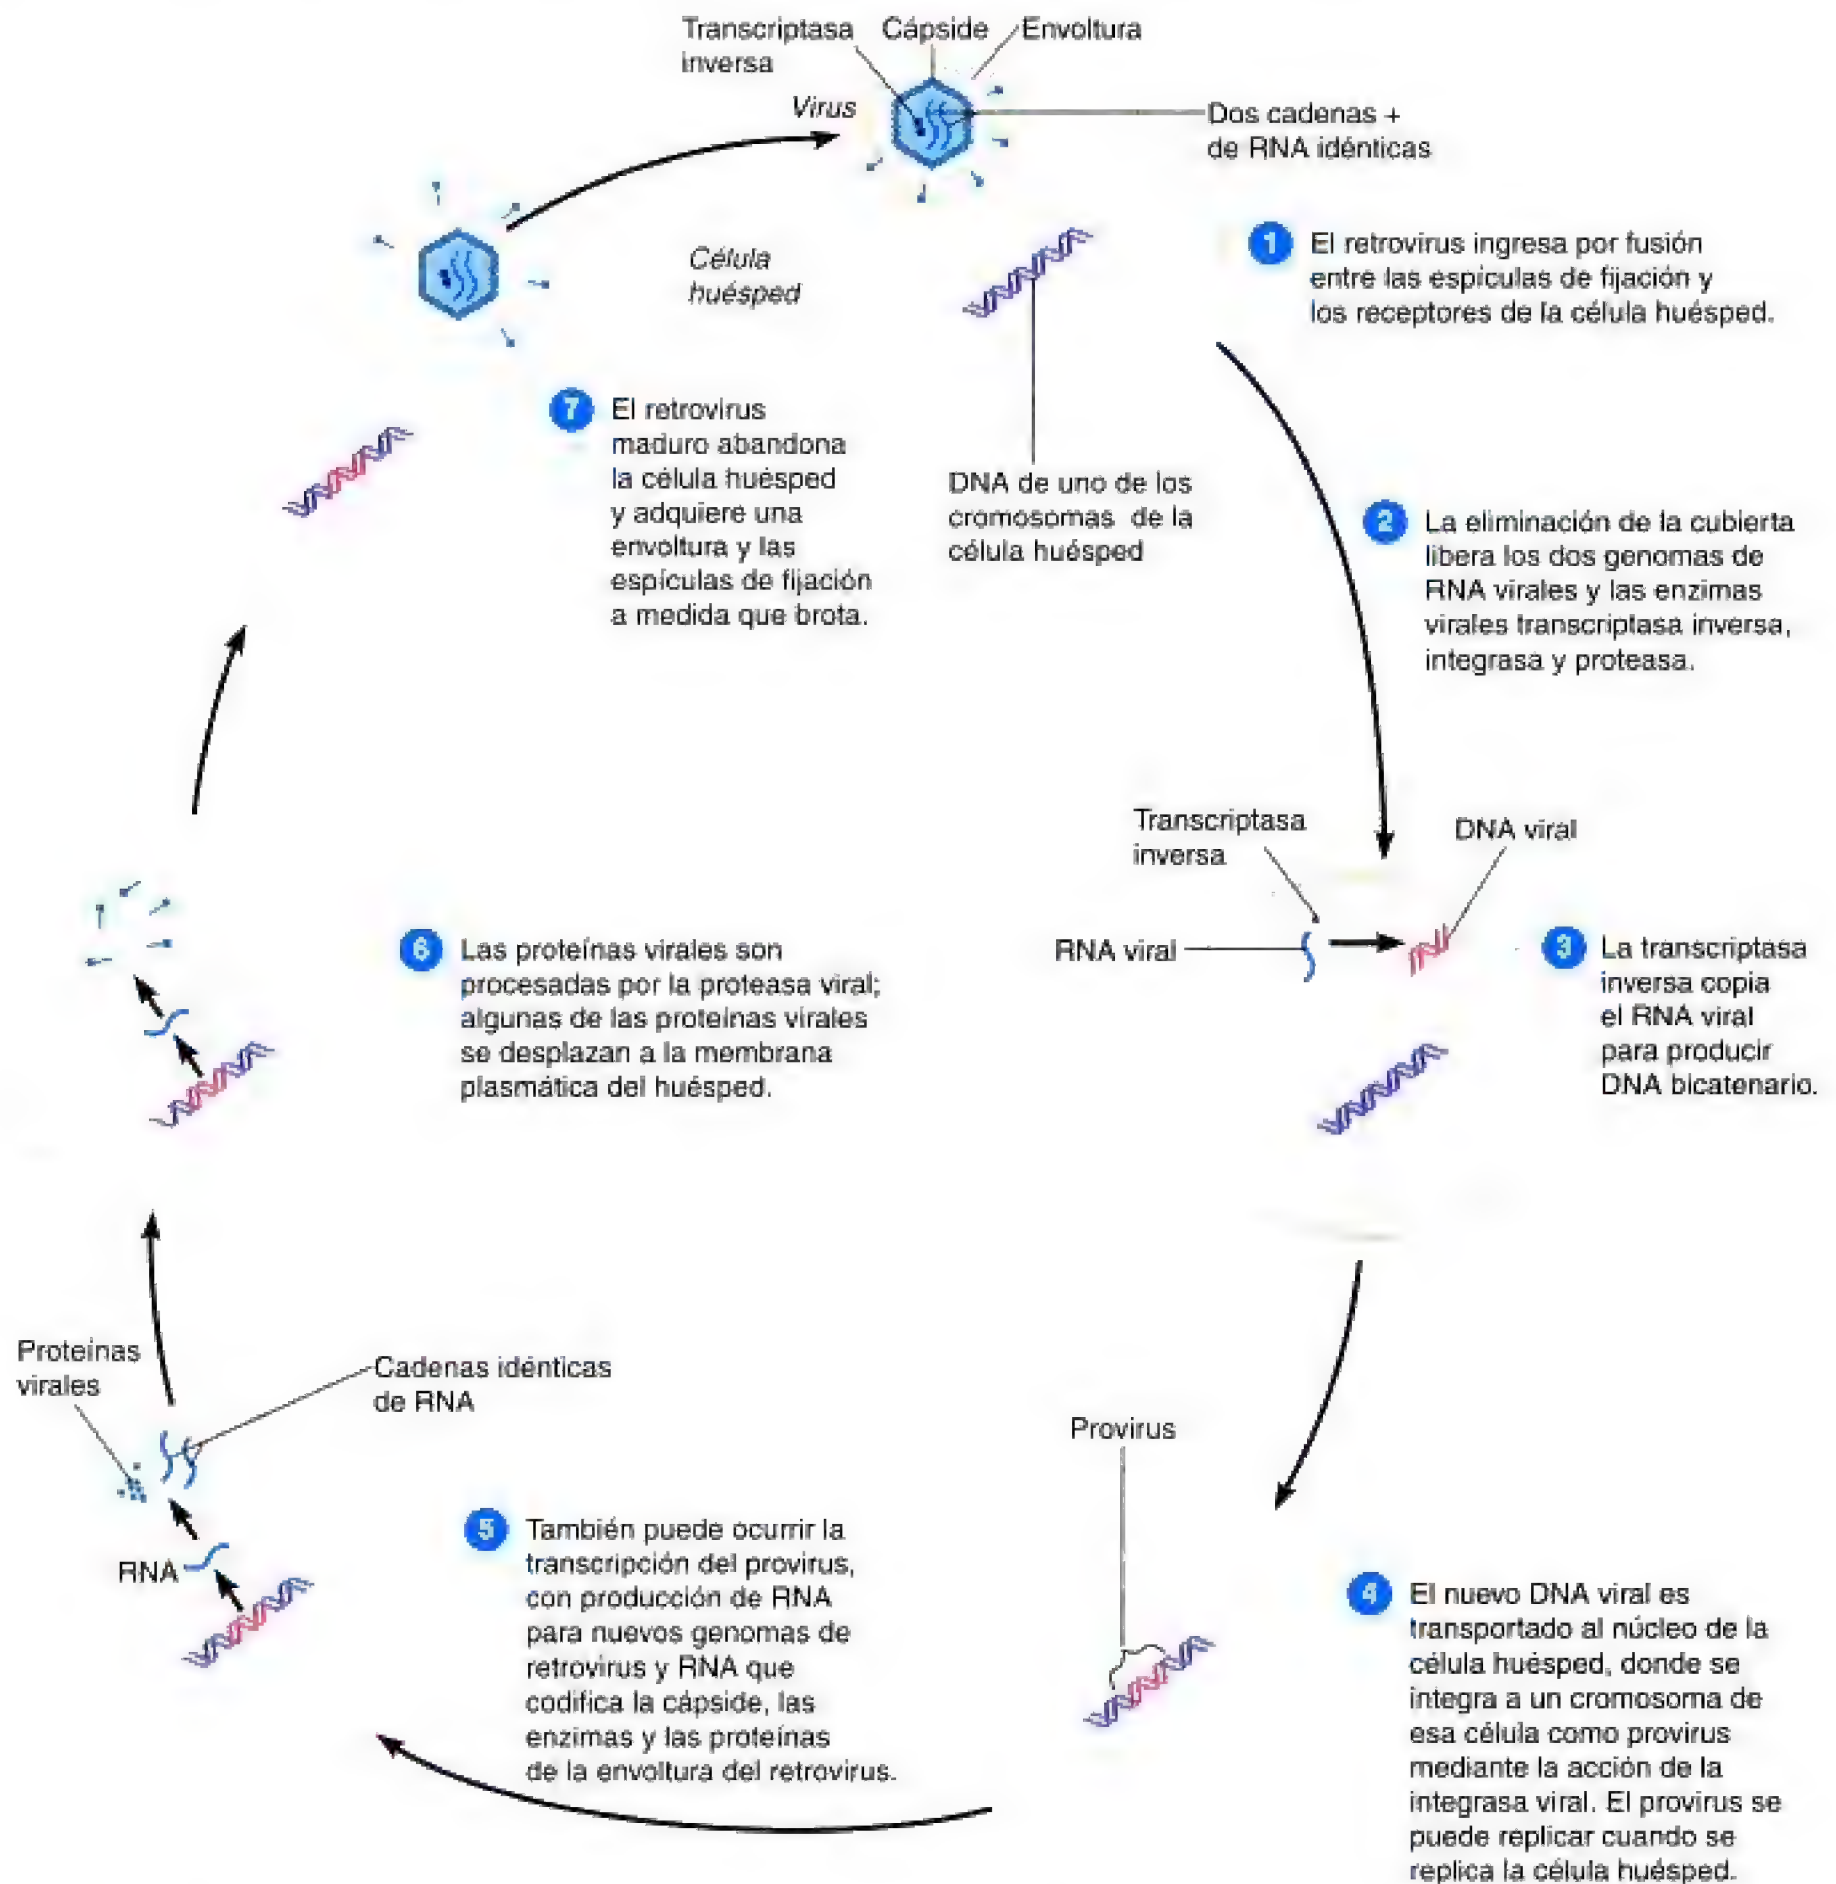 Transcriptasa
inversa
Cápside
Envoltura
Virus
Dos cadenas +
de RNA idénticas
Célula
huésped
1
El retrovirus ingresa por fusión
entre las espículas de fijación y
los receptores de la célula huésped.
7
El retrovirus
maduro abandona
la célula huésped
y adquiere una
envoltura y las
espículas de fijación
a medida que brota.
DNA de uno de los
cromosomas de la
célula huésped
2
La eliminación de la cubierta
libera los dos genomas de
RNA virales y las enzimas
virales transcriptasa inversa,
integrasa y proteasa.
Transcriptasa
inversa
DNA viral
RNA viral
3
La transcriptasa
inversa copia
el RNA viral
para producir
DNA bicatenario.
6
Las proteínas virales son
procesadas por la proteasa viral;
algunas de las proteínas virales
se desplazan a la membrana
plasmática del huésped.
Proteínas
virales
Cadenas idénticas
de RNA
RNA
Provirus
5
También puede ocurrir la
transcripción del provirus,
con producción de RNA
para nuevos genomas de
retrovirus y RNA que
codifica la cápside, las
enzimas y las proteínas
de la envoltura del retrovirus.
4
El nuevo DNA viral es
transportado al núcleo de la
célula huésped, donde se
integra a un cromosoma de
esa célula como provirus
mediante la acción de la
integrasa viral. El provirus se
puede replicar cuando se
replica la célula huésped.